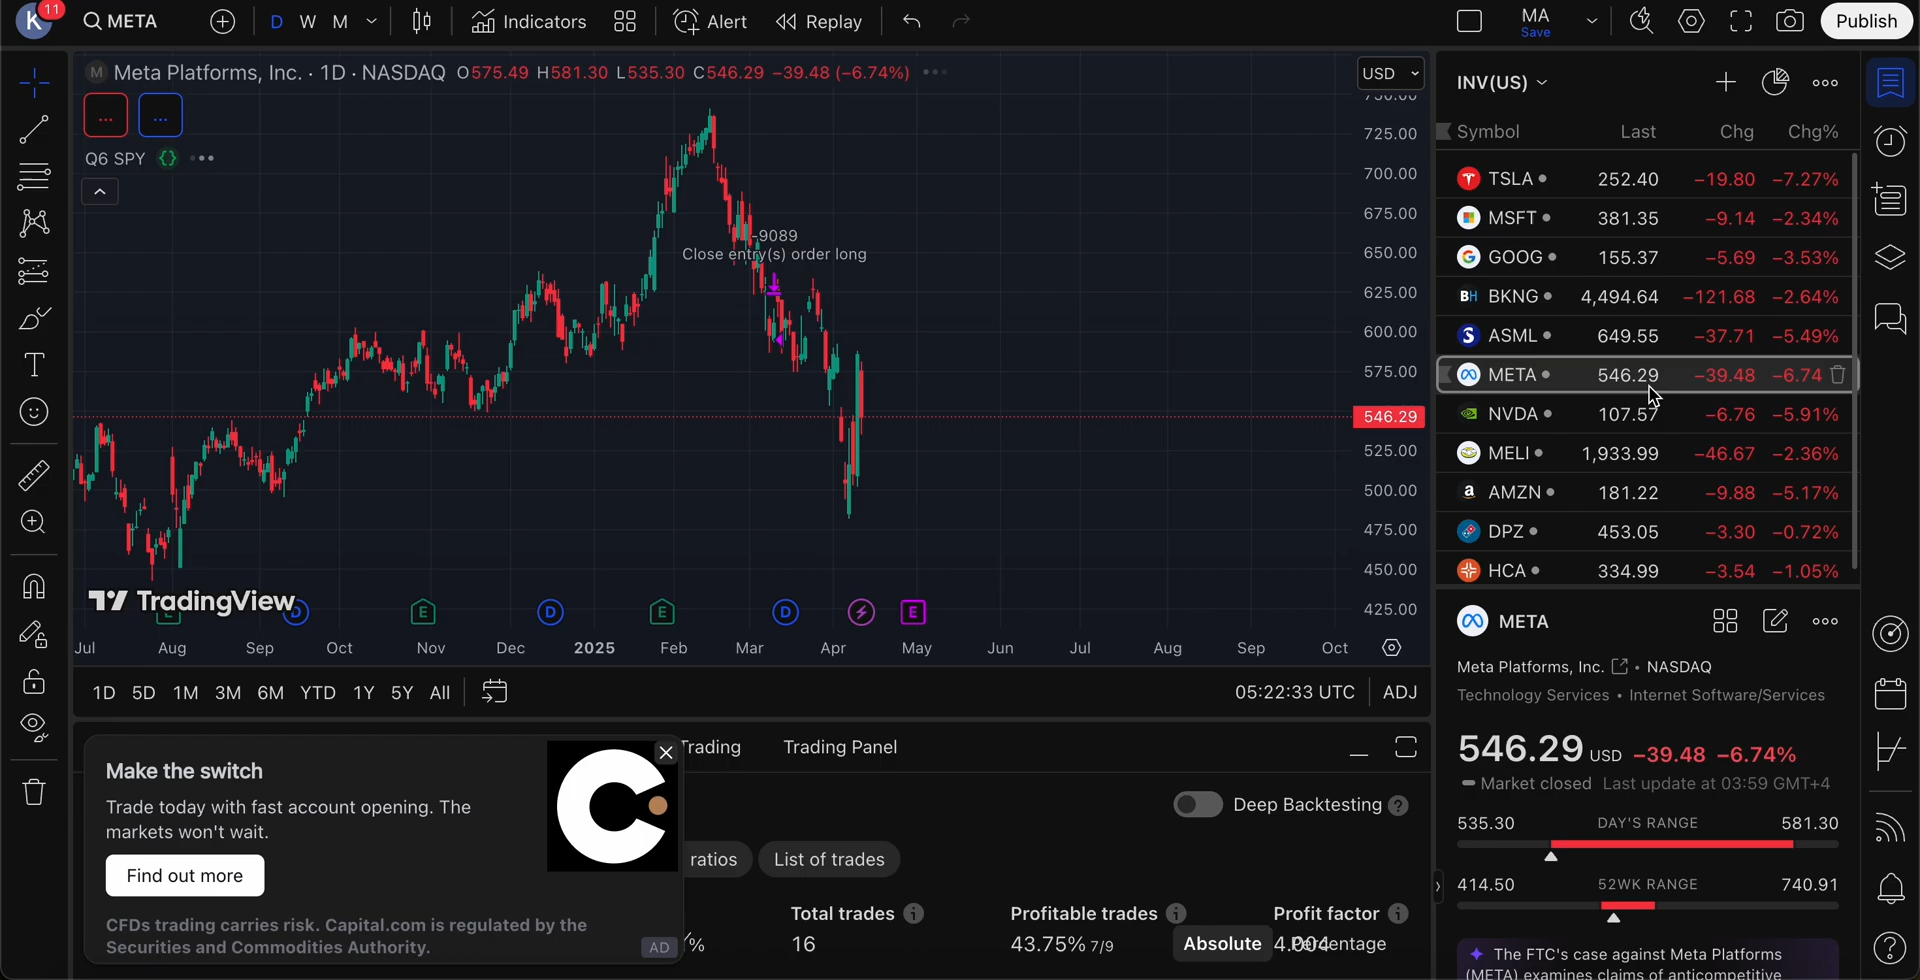 K 11 META D W M Indicators Alert Replay MA Save Publish
M Meta Platforms, Inc. · 1D · NASDAQ O575.49 H581.30 L535.30 C546.29 −39.48 (−6.74%)
... ...
Q6 SPY {}
USD
750.00
725.00
700.00
675.00
650.00
625.00
600.00
575.00
546.29
525.00
500.00
475.00
450.00
425.00
-9089
Close entry(s) order long
TradingView
E D E D E D E
Jul Aug Sep Oct Nov Dec 2025 Feb Mar Apr May Jun Jul Aug Sep Oct
1D 5D 1M 3M 6M YTD 1Y 5Y All 05:22:33 UTC ADJ
Trading Trading Panel
Make the switch
Trade today with fast account opening. The
markets won't wait.
Find out more
CFDs trading carries risk. Capital.com is regulated by the
Securities and Commodities Authority.
AD
Deep Backtesting ?
ratios List of trades
Total trades Profitable trades Profit factor
% 16 43.75% 7/9 Absolute 4.004 Percentage
INV(US)
Symbol Last Chg Chg%
TSLA 252.40 −19.80 −7.27%
MSFT 381.35 −9.14 −2.34%
GOOG 155.37 −5.69 −3.53%
BH BKNG 4,494.64 −121.68 −2.64%
ASML 649.55 −37.71 −5.49%
META 546.29 −39.48 −6.74
NVDA 107.57 −6.76 −5.91%
MELI 1,933.99 −46.67 −2.36%
AMZN 181.22 −9.88 −5.17%
DPZ 453.05 −3.30 −0.72%
HCA 334.99 −3.54 −1.05%
META
Meta Platforms, Inc. • NASDAQ
Technology Services • Internet Software/Services
546.29 USD −39.48 −6.74%
Market closed Last update at 03:59 GMT+4
535.30 DAY'S RANGE 581.30
414.50 52WK RANGE 740.91
The FTC's case against Meta Platforms
(META) examines claims of anticompetitive